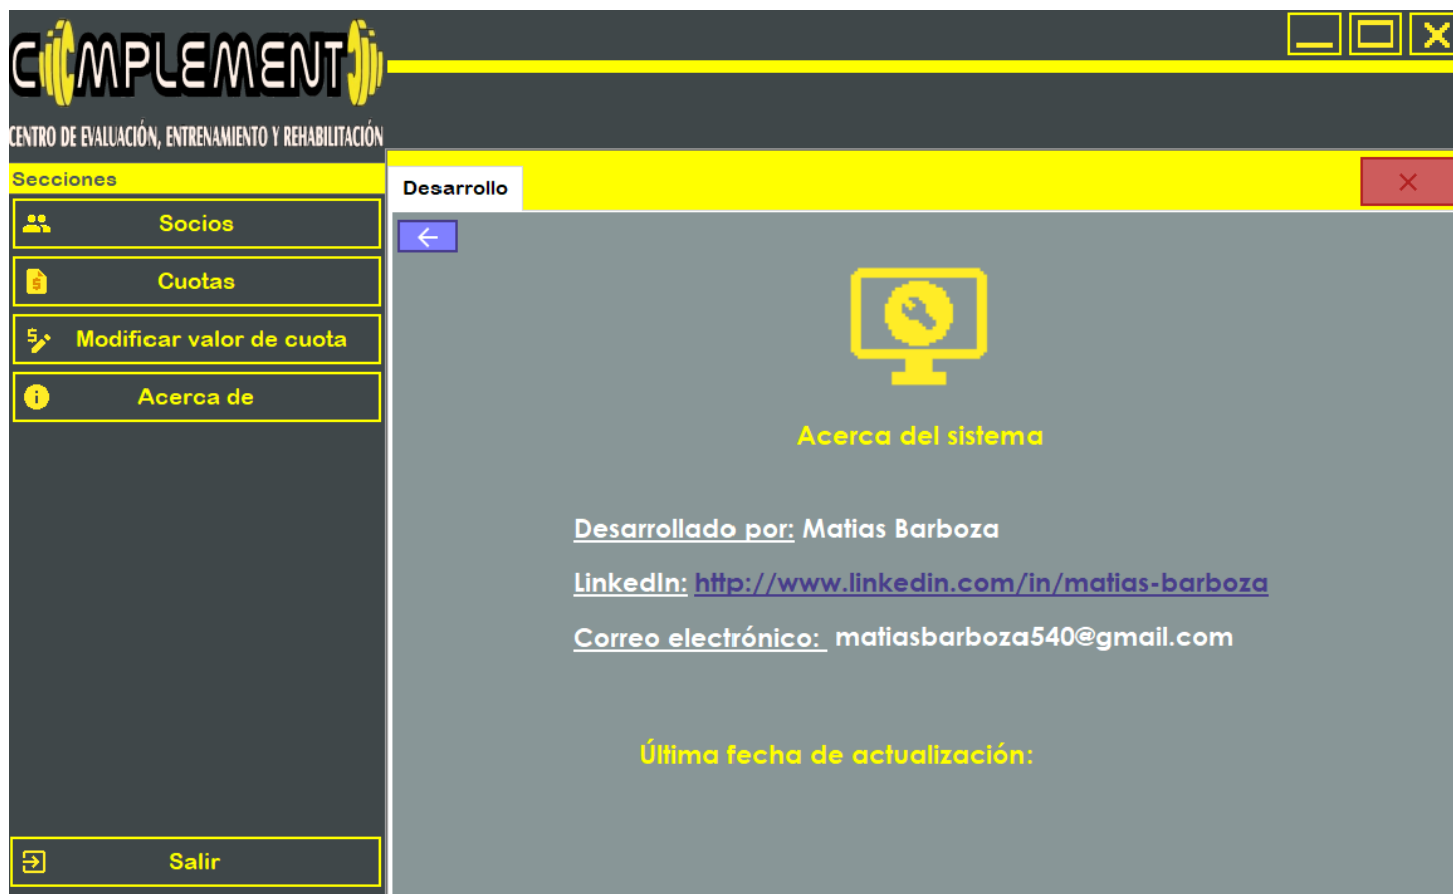 COMPLEMENTO
CENTRO DE EVALUACIÓN, ENTRENAMIENTO Y REHABILITACIÓN
Secciones
Socios
Cuotas
Modificar valor de cuota
Acerca de
Salir
Desarrollo
Acerca del sistema
Desarrollado por: Matias Barboza
LinkedIn: http://www.linkedin.com/in/matias-barboza
Correo electrónico: matiasbarboza540@gmail.com
Última fecha de actualización: